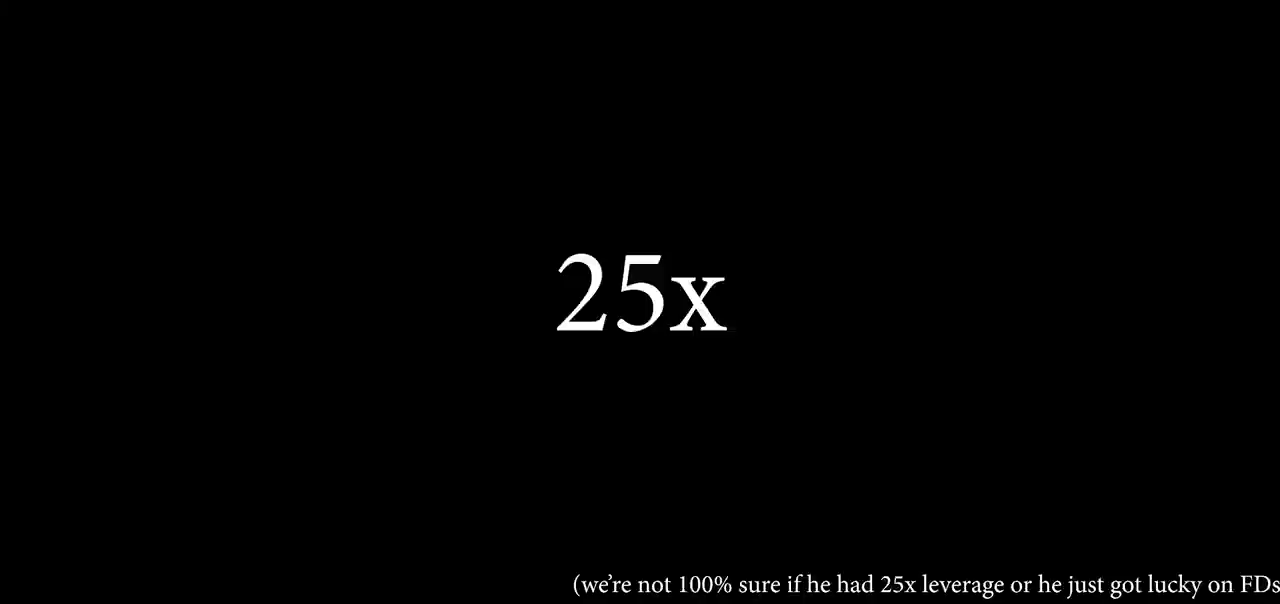 25x
(we're not 100% sure if he had 25x leverage or he just got lucky on FDs